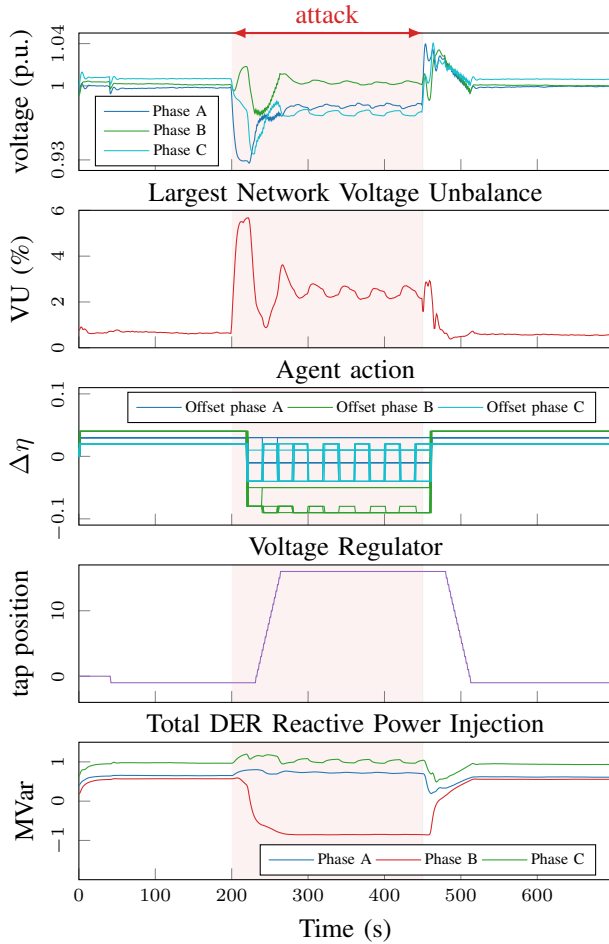 attack
1.04
1
0.93
voltage (p.u.)
Phase A
Phase B
Phase C
Largest Network Voltage Unbalance
6
4
2
0
VU (%)
Agent action
0.1
0
−0.1
Δη
Offset phase A Offset phase B Offset phase C
Voltage Regulator
10
0
tap position
Total DER Reactive Power Injection
1
0
−1
MVar
Phase A Phase B Phase C
0 100 200 300 400 500 600
Time (s)